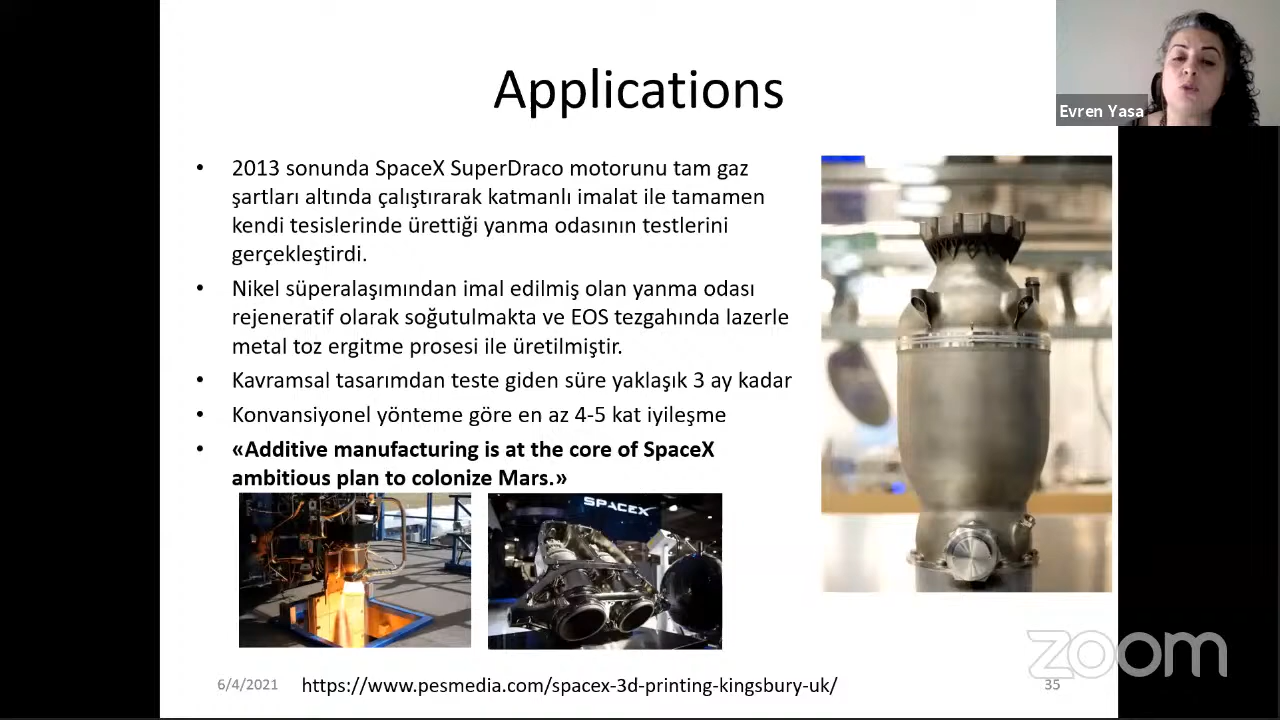 Applications
Evren Yasa
• 2013 sonunda SpaceX SuperDraco motorunu tam gaz
şartları altında çalıştırarak katmanlı imalat ile tamamen
kendi tesislerinde ürettiği yanma odasının testlerini
gerçekleştirdi.
• Nikel süperalaşımından imal edilmiş olan yanma odası
rejeneratif olarak soğutulmakta ve EOS tezgahında lazerle
metal toz ergitme prosesi ile üretilmiştir.
• Kavramsal tasarımdan teste giden süre yaklaşık 3 ay kadar
• Konvansiyonel yönteme göre en az 4-5 kat iyileşme
• «Additive manufacturing is at the core of SpaceX
ambitious plan to colonize Mars.»
SPACEX
zoom
6/4/2021
https://www.pesmedia.com/spacex-3d-printing-kingsbury-uk/
35